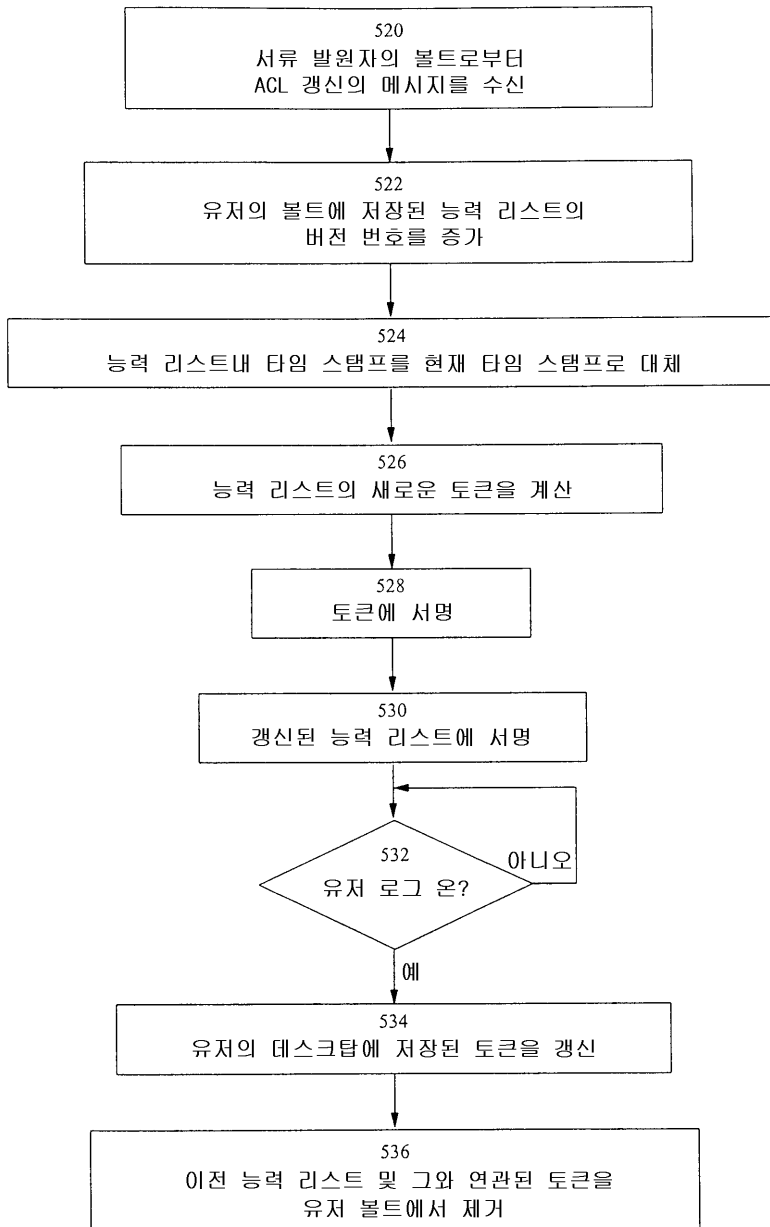 520
서류 발원자의 볼트로부터
ACL 갱신의 메시지를 수신
522
유저의 볼트에 저장된 능력 리스트의
버전 번호를 증가
524
능력 리스트내 타임 스탬프를 현재 타임 스탬프로 대체
526
능력 리스트의 새로운 토큰을 계산
528
토큰에 서명
530
갱신된 능력 리스트에 서명
532
유저 로그 온?
아니오
예
534
유저의 데스크탑에 저장된 토큰을 갱신
536
이전 능력 리스트 및 그와 연관된 토큰을
유저 볼트에서 제거